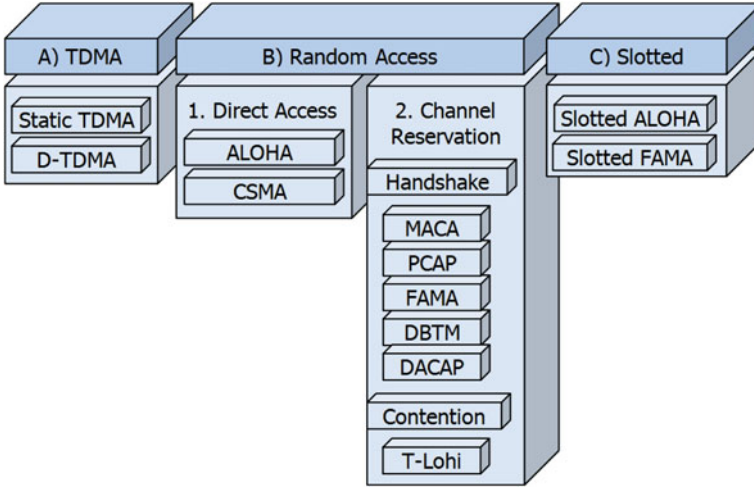 A) TDMA
B) Random Access
C) Slotted
Static TDMA
D-TDMA
1. Direct Access
ALOHA
CSMA
2. Channel
Reservation
Handshake
MACA
PCAP
FAMA
DBTM
DACAP
Contention
T-Lohi
Slotted ALOHA
Slotted FAMA